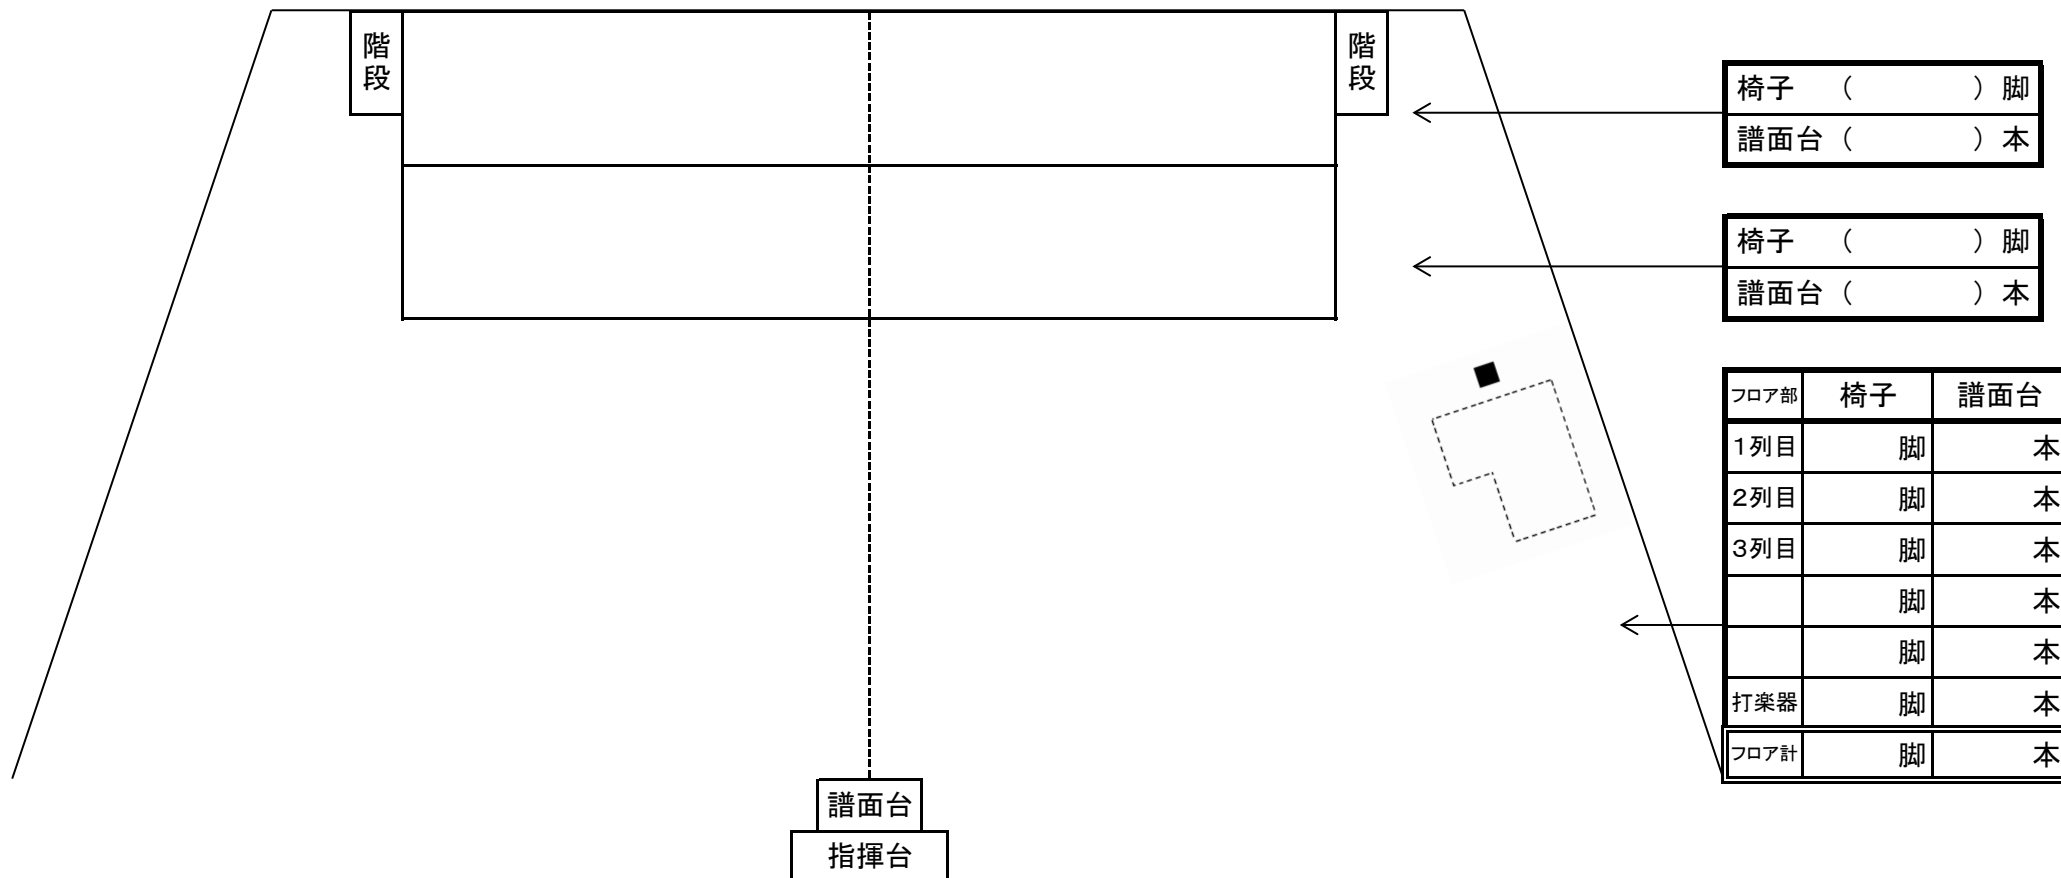 階段
階段
椅子　（　　　　）脚
譜面台（　　　　）本
椅子　（　　　　）脚
譜面台（　　　　）本
フロア部　椅子　譜面台
1列目　脚　本
2列目　脚　本
3列目　脚　本
脚　本
脚　本
打楽器　脚　本
フロア計　脚　本
譜面台
指揮台